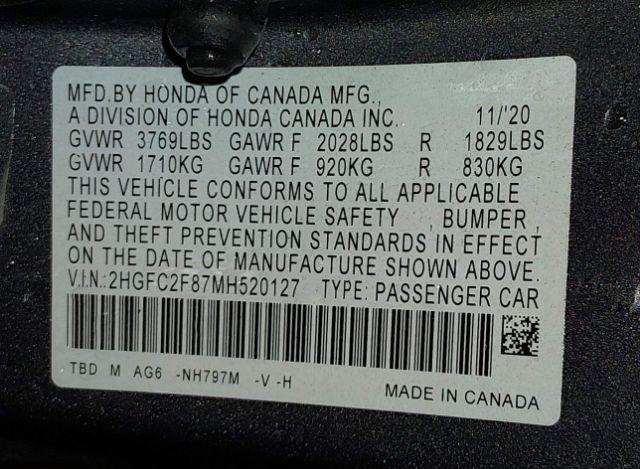 MFD.BY HONDA OF CANADA MFG.,
A DIVISION OF HONDA CANADA INC. 11/'20
GVWR 3769LBS GAWR F 2028LBS R 1829LBS
GVWR 1710KG GAWR F 920KG R 830KG
THIS VEHICLE CONFORMS TO ALL APPLICABLE
FEDERAL MOTOR VEHICLE SAFETY , BUMPER ,
AND THEFT PREVENTION STANDARDS IN EFFECT
ON THE DATE OF MANUFACTURE SHOWN ABOVE.
V.I.N.:2HGFC2F87MH520127 TYPE: PASSENGER CAR
TBD M AG6 -NH797M -V -H
MADE IN CANADA